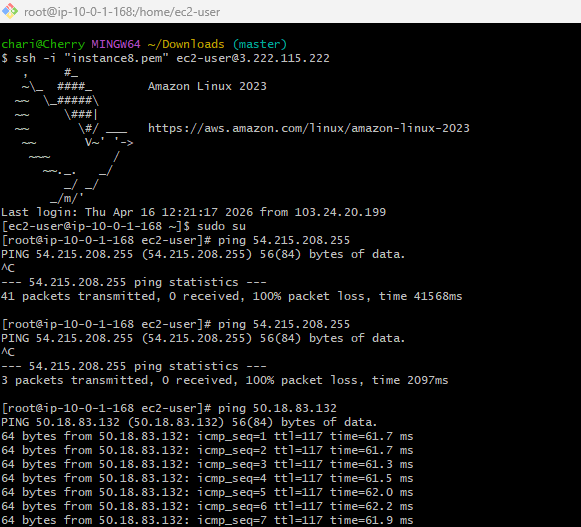 root@ip-10-0-1-168:/home/ec2-user
chari@Cherry MINGW64 ~/Downloads (master)
$ ssh -i "instance8.pem" ec2-user@3.222.115.222
   ,     #_
   ~\_  ####_        Amazon Linux 2023
  ~~  \_#####\
  ~~     \###|
  ~~       \#/ ___   https://aws.amazon.com/linux/amazon-linux-2023
   ~~       V~' '->
    ~~~         /
      ~~._.   _/
         _/ _/
       _/m/'
Last login: Thu Apr 16 12:21:17 2026 from 103.24.20.199
[ec2-user@ip-10-0-1-168 ~]$ sudo su
[root@ip-10-0-1-168 ec2-user]# ping 54.215.208.255
PING 54.215.208.255 (54.215.208.255) 56(84) bytes of data.
^C
--- 54.215.208.255 ping statistics ---
41 packets transmitted, 0 received, 100% packet loss, time 41568ms
[root@ip-10-0-1-168 ec2-user]# ping 54.215.208.255
PING 54.215.208.255 (54.215.208.255) 56(84) bytes of data.
^C
--- 54.215.208.255 ping statistics ---
3 packets transmitted, 0 received, 100% packet loss, time 2097ms
[root@ip-10-0-1-168 ec2-user]# ping 50.18.83.132
PING 50.18.83.132 (50.18.83.132) 56(84) bytes of data.
64 bytes from 50.18.83.132: icmp_seq=1 ttl=117 time=61.7 ms
64 bytes from 50.18.83.132: icmp_seq=2 ttl=117 time=61.7 ms
64 bytes from 50.18.83.132: icmp_seq=3 ttl=117 time=61.3 ms
64 bytes from 50.18.83.132: icmp_seq=4 ttl=117 time=61.5 ms
64 bytes from 50.18.83.132: icmp_seq=5 ttl=117 time=62.0 ms
64 bytes from 50.18.83.132: icmp_seq=6 ttl=117 time=62.2 ms
64 bytes from 50.18.83.132: icmp_seq=7 ttl=117 time=61.9 ms